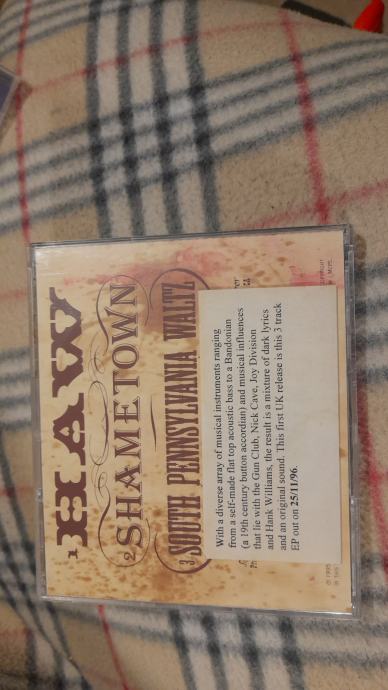 1 HAW
2 SHAMETOWN
3 SOUTH PENNSYLVANIA WALTZ
With a diverse array of musical instruments ranging
from a self-made flat top acoustic bass to a Bandonian
(a 19th century button accordian) and musical influences
that lie with the Gun Club, Nick Cave, Joy Division
and Hank Williams, the result is a mixture of dark lyrics
and an original sound. This first UK release is this 3 track
EP out on 25/11/96.